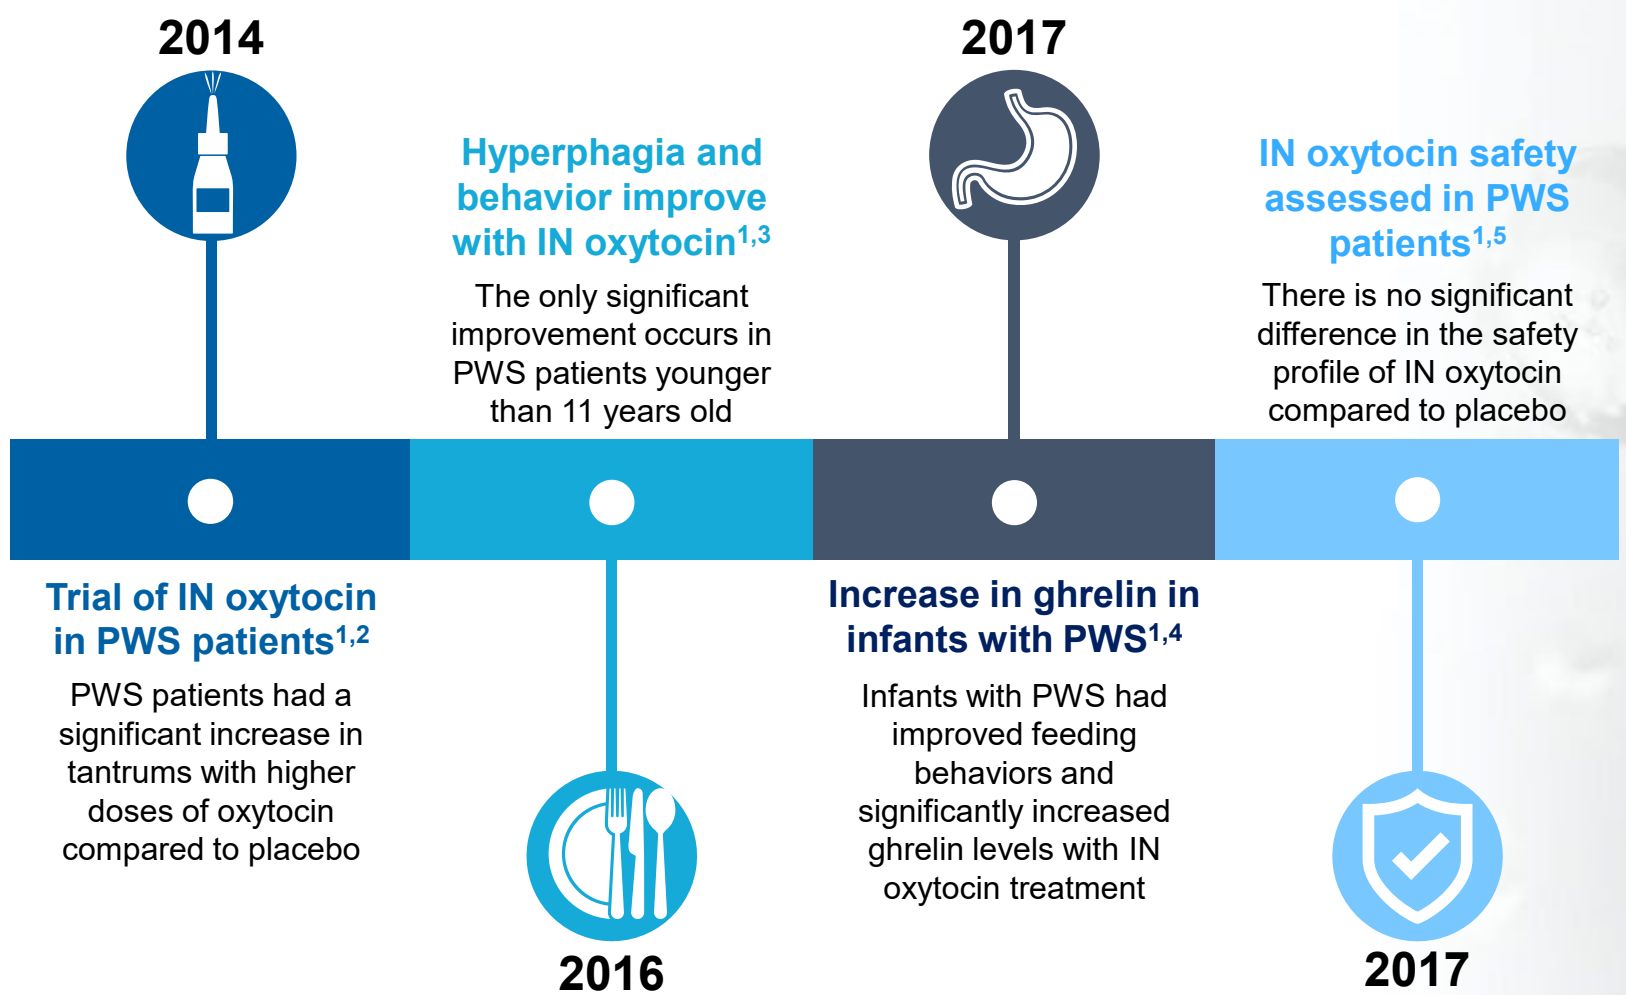 2014
Trial of IN oxytocin
in PWS patients1,2
PWS patients had a
significant increase in
tantrums with higher
doses of oxytocin
compared to placebo
Hyperphagia and
behavior improve
with IN oxytocin1,3
The only significant
improvement occurs in
PWS patients younger
than 11 years old
2016
2017
Increase in ghrelin in
infants with PWS1,4
Infants with PWS had
improved feeding
behaviors and
significantly increased
ghrelin levels with IN
oxytocin treatment
IN oxytocin safety
assessed in PWS
patients1,5
There is no significant
difference in the safety
profile of IN oxytocin
compared to placebo
2017